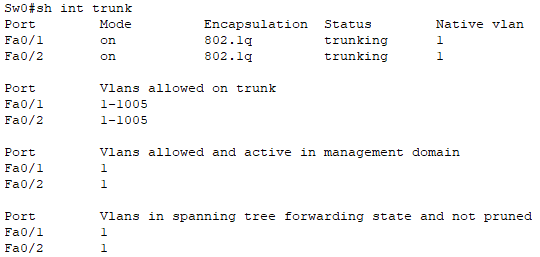 Sw0#sh int trunk
Port        Mode         Encapsulation  Status        Native vlan
Fa0/1       on           802.1q         trunking      1
Fa0/2       on           802.1q         trunking      1
Port        Vlans allowed on trunk
Fa0/1       1-1005
Fa0/2       1-1005
Port        Vlans allowed and active in management domain
Fa0/1       1
Fa0/2       1
Port        Vlans in spanning tree forwarding state and not pruned
Fa0/1       1
Fa0/2       1